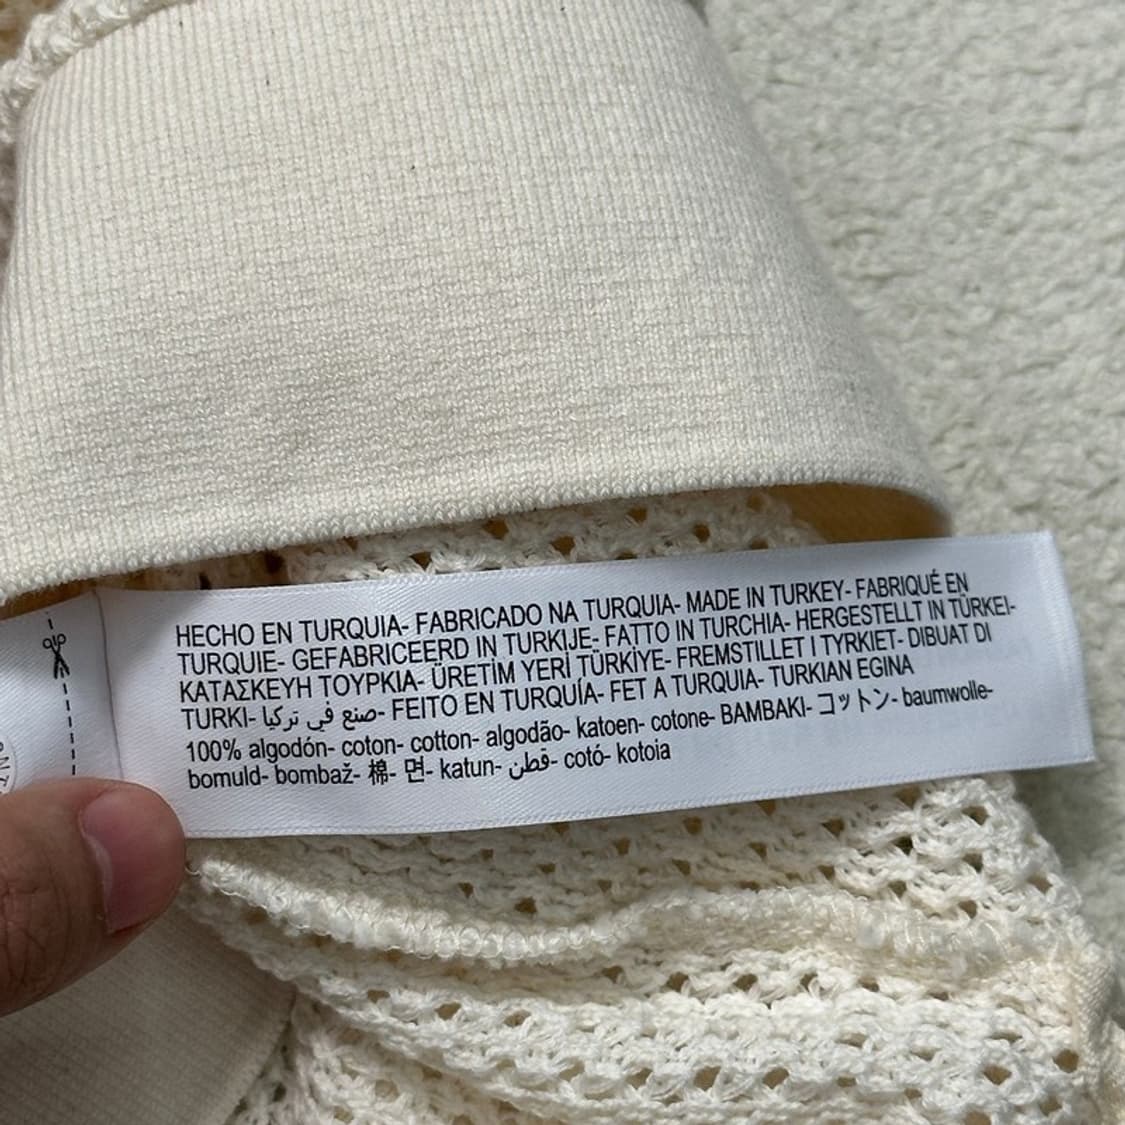 HECHO EN TURQUIA- FABRICADO NA TURQUIA- MADE IN TURKEY- FABRIQUÉ EN
TURQUIE- GEFABRICEERD IN TURKIJE- FATTO IN TURCHIA- HERGESTELLT IN TÜRKEI-
ΚΑΤΑΣΚΕΥΗ ΤΟΥΡΚΙΑ- ÜRETİM YERİ TÜRKİYE- FREMSTILLET I TYRKIET- DIBUAT DI
TURKI- صنع في تركيا- FEITO EN TURQUÍA- FET A TURQUIA- TURKIAN EGINA
100% algodón- coton- cotton- algodão- katoen- cotone- BAMBAKI- コットン- baumwolle-
bomuld- bombaž- 棉- 면- katun- قطن- cotó- kotoia